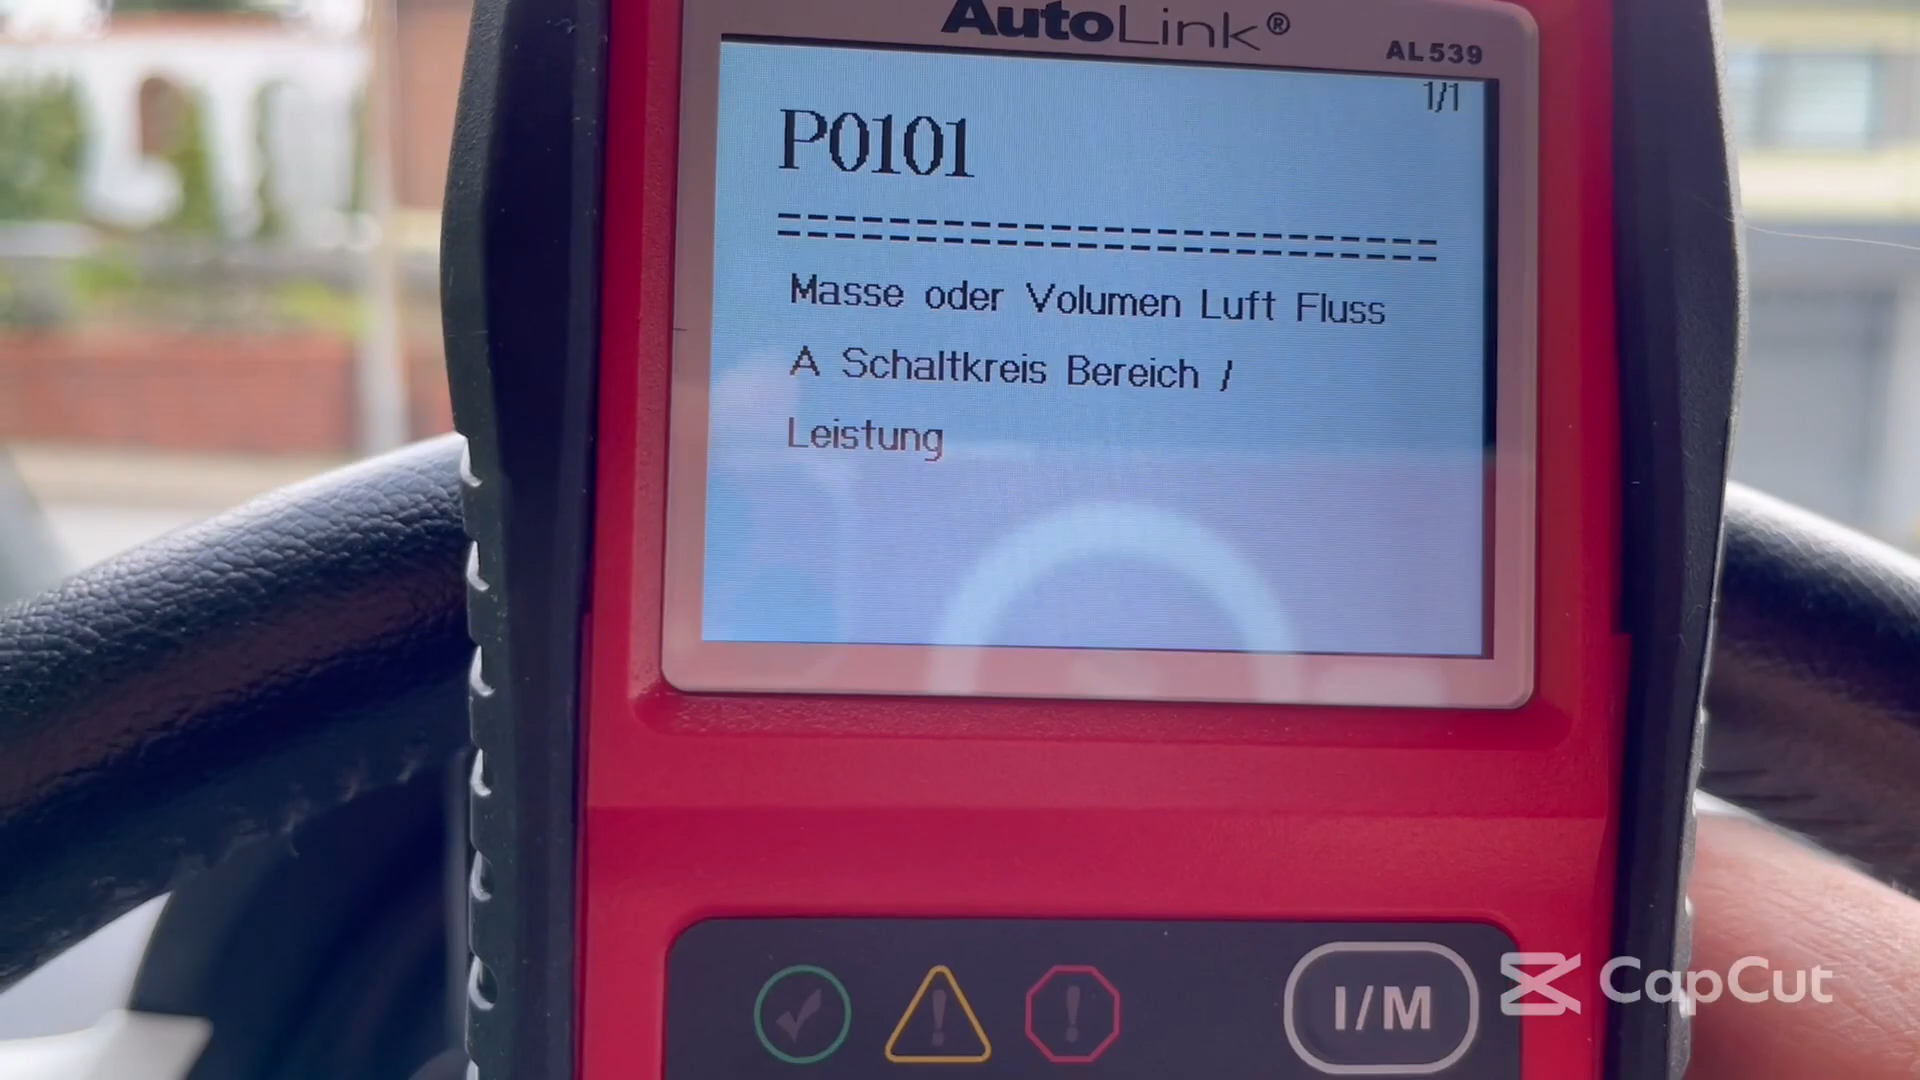 AutoLink®
AL539
1/1
P0101
=========================
Masse oder Volumen Luft Fluss
A Schaltkreis Bereich /
Leistung
I/M
CapCut